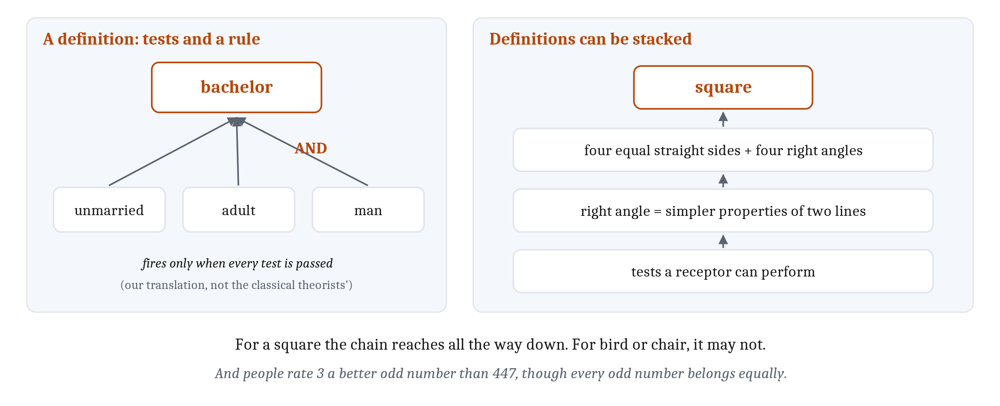 A definition: tests and a rule
bachelor
AND
unmarried
adult
man
fires only when every test is passed
(our translation, not the classical theorists')
Definitions can be stacked
square
four equal straight sides + four right angles
right angle = simpler properties of two lines
tests a receptor can perform
For a square the chain reaches all the way down. For bird or chair, it may not.
And people rate 3 a better odd number than 447, though every odd number belongs equally.